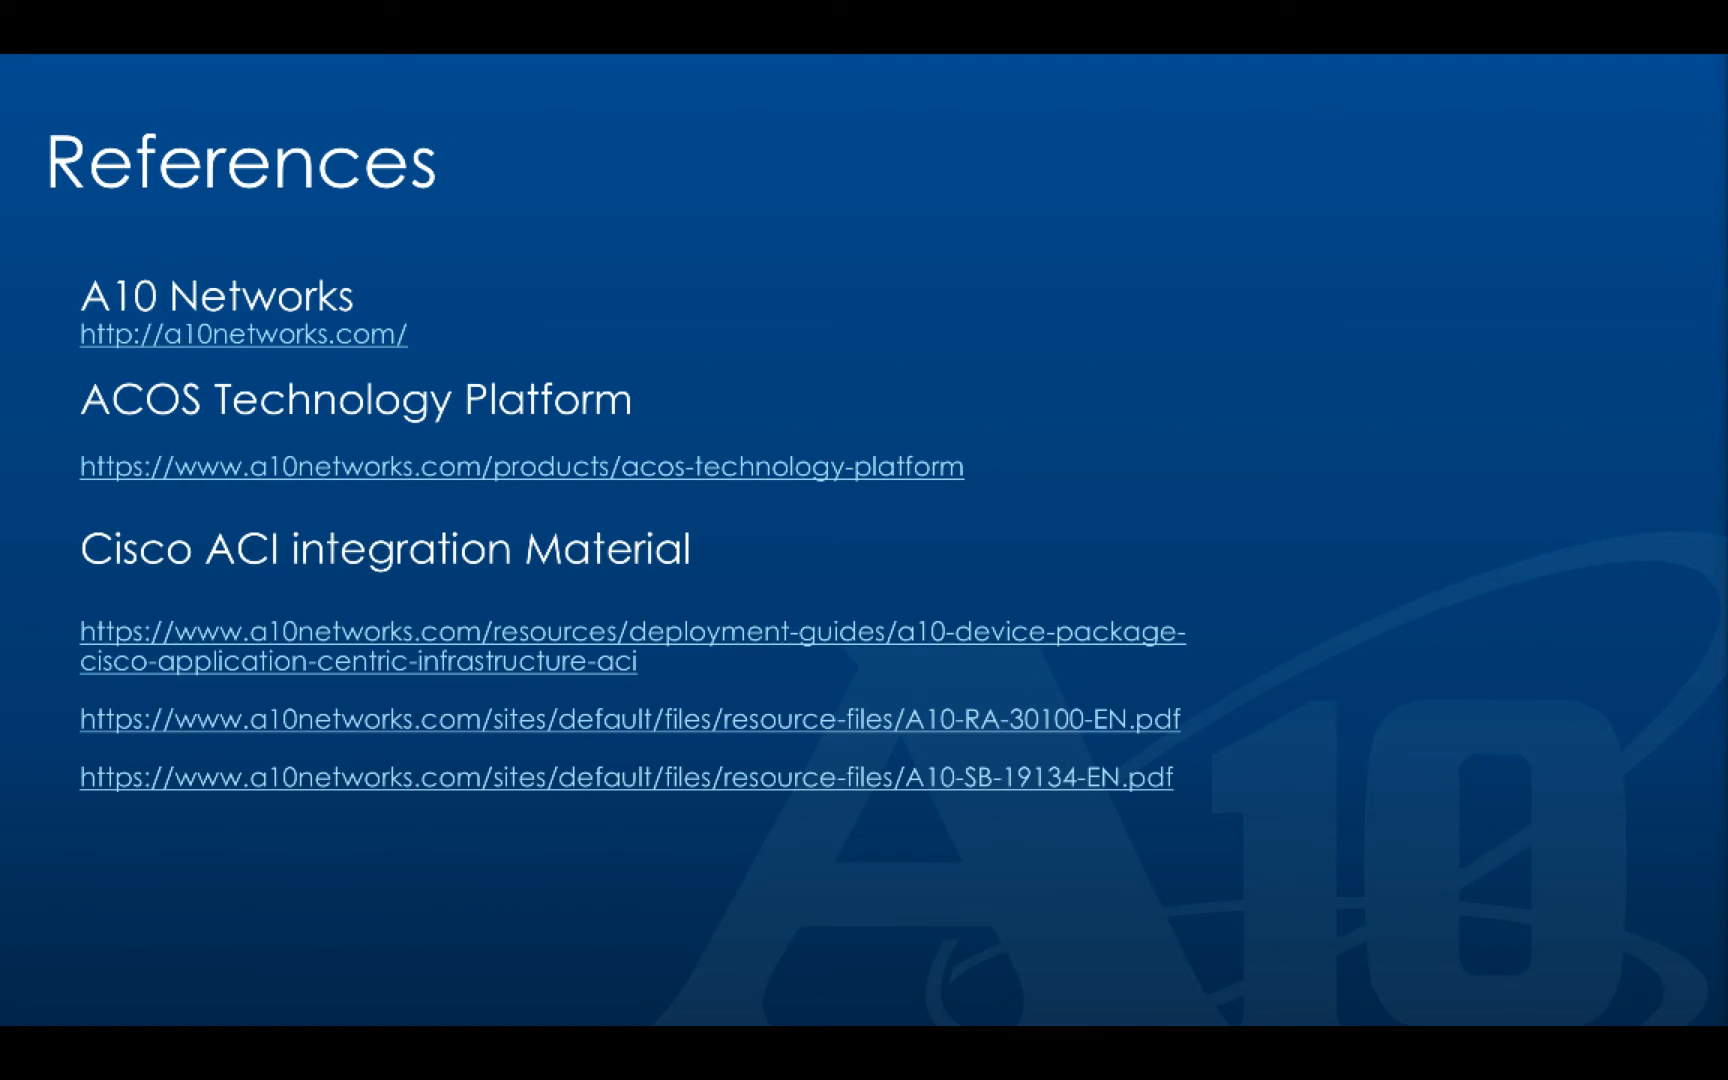 References
A10 Networks
http://a10networks.com/
ACOS Technology Platform
https://www.a10networks.com/products/acos-technology-platform
Cisco ACI integration Material
https://www.a10networks.com/resources/deployment-guides/a10-device-package-
cisco-application-centric-infrastructure-aci
https://www.a10networks.com/sites/default/files/resource-files/A10-RA-30100-EN.pdf
https://www.a10networks.com/sites/default/files/resource-files/A10-SB-19134-EN.pdf
A10